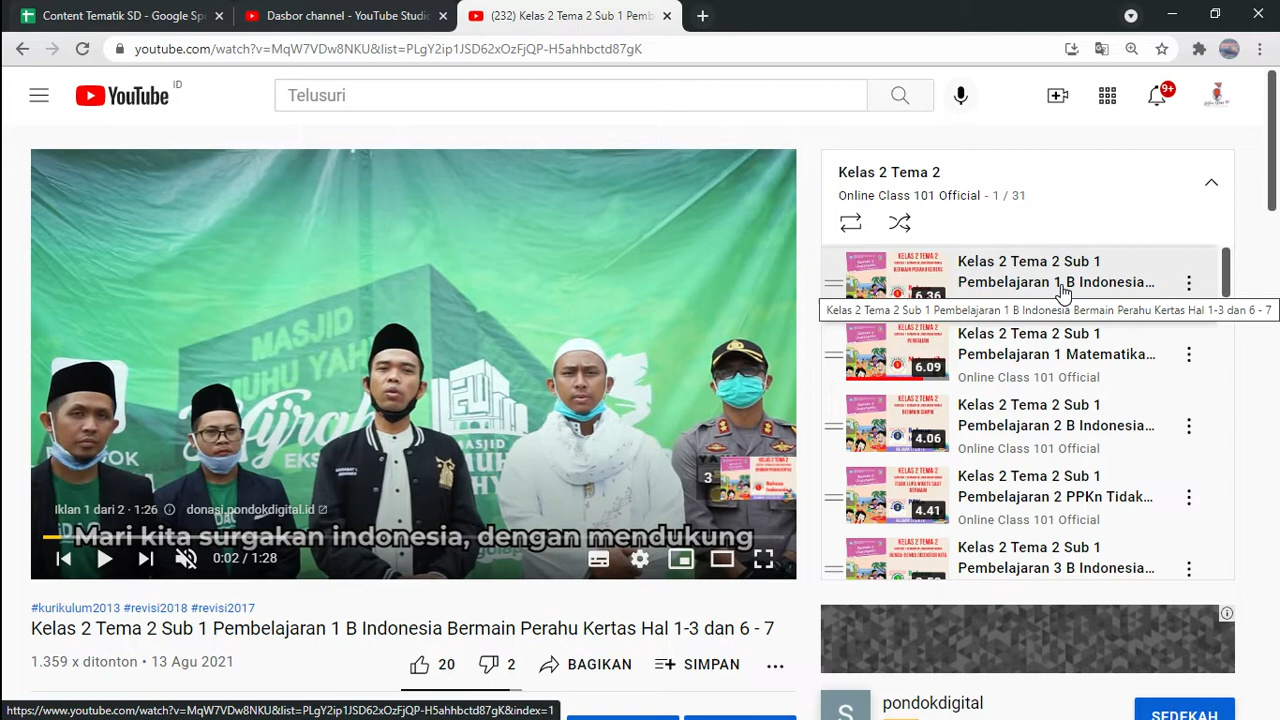 Content Tematik SD - Google Sp
Dasbor channel - YouTube Studio
(232) Kelas 2 Tema 2 Sub 1 Pemb
youtube.com/watch?v=MqW7VDw8NKU&list=PLgY2ip1JSD62xOzFjQP-H5ahhbctd87gK
YouTube
ID
Telusuri
9+
Kelas 2 Tema 2
Online Class 101 Official - 1 / 31
Kelas 2 Tema 2 Sub 1
Pembelajaran 1 B Indonesia...
6.36
Kelas 2 Tema 2 Sub 1 Pembelajaran 1 B Indonesia Bermain Perahu Kertas Hal 1-3 dan 6 - 7
Kelas 2 Tema 2 Sub 1
Pembelajaran 1 Matematika...
6.09
Online Class 101 Official
Kelas 2 Tema 2 Sub 1
Pembelajaran 2 B Indonesia...
4.06
Online Class 101 Official
Kelas 2 Tema 2 Sub 1
Pembelajaran 2 PPKn Tidak...
4.41
Online Class 101 Official
Kelas 2 Tema 2 Sub 1
Pembelajaran 3 B Indonesia...
MASJID
MASJID
3
Iklan 1 dari 2 · 1:26
donasi.pondokdigital.id
Mari kita
indonesia, dengan mendukung
0:02 / 1:28
#kurikulum2013 #revisi2018 #revisi2017
Kelas 2 Tema 2 Sub 1 Pembelajaran 1 B Indonesia Bermain Perahu Kertas Hal 1-3 dan 6 - 7
1.359 x ditonton • 13 Agu 2021
20
2
BAGIKAN
SIMPAN
S
pondokdigital
SEDEKAH
https://www.youtube.com/watch?v=MqW7VDw8NKU&list=PLgY2ip1JSD62xOzFjQP-H5ahhbctd87gK&index=1